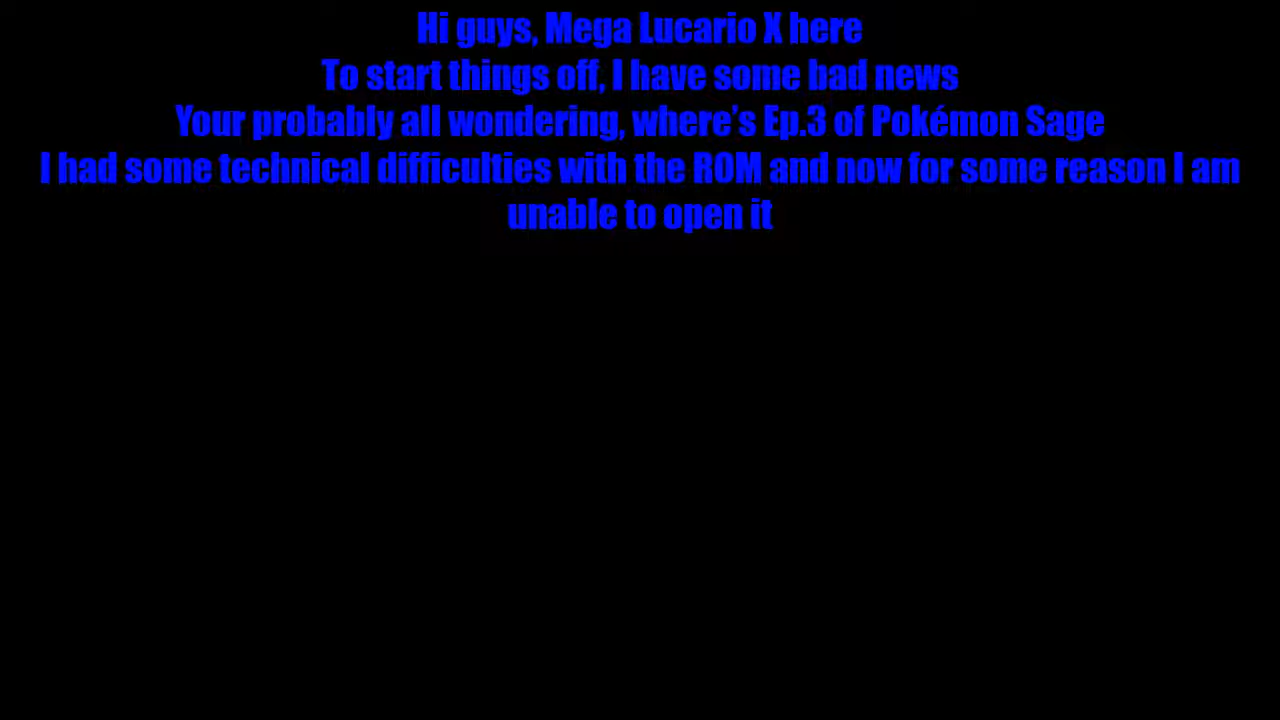 Hi guys, Mega Lucario X here
To start things off, I have some bad news
Your probably all wondering, where’s Ep.3 of Pokémon Sage
I had some technical difficulties with the ROM and now for some reason I am
unable to open it